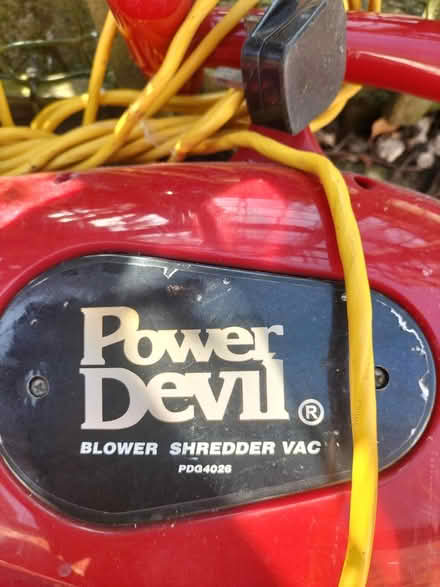 Power
Devil®
BLOWER SHREDDER VAC
PDG4026